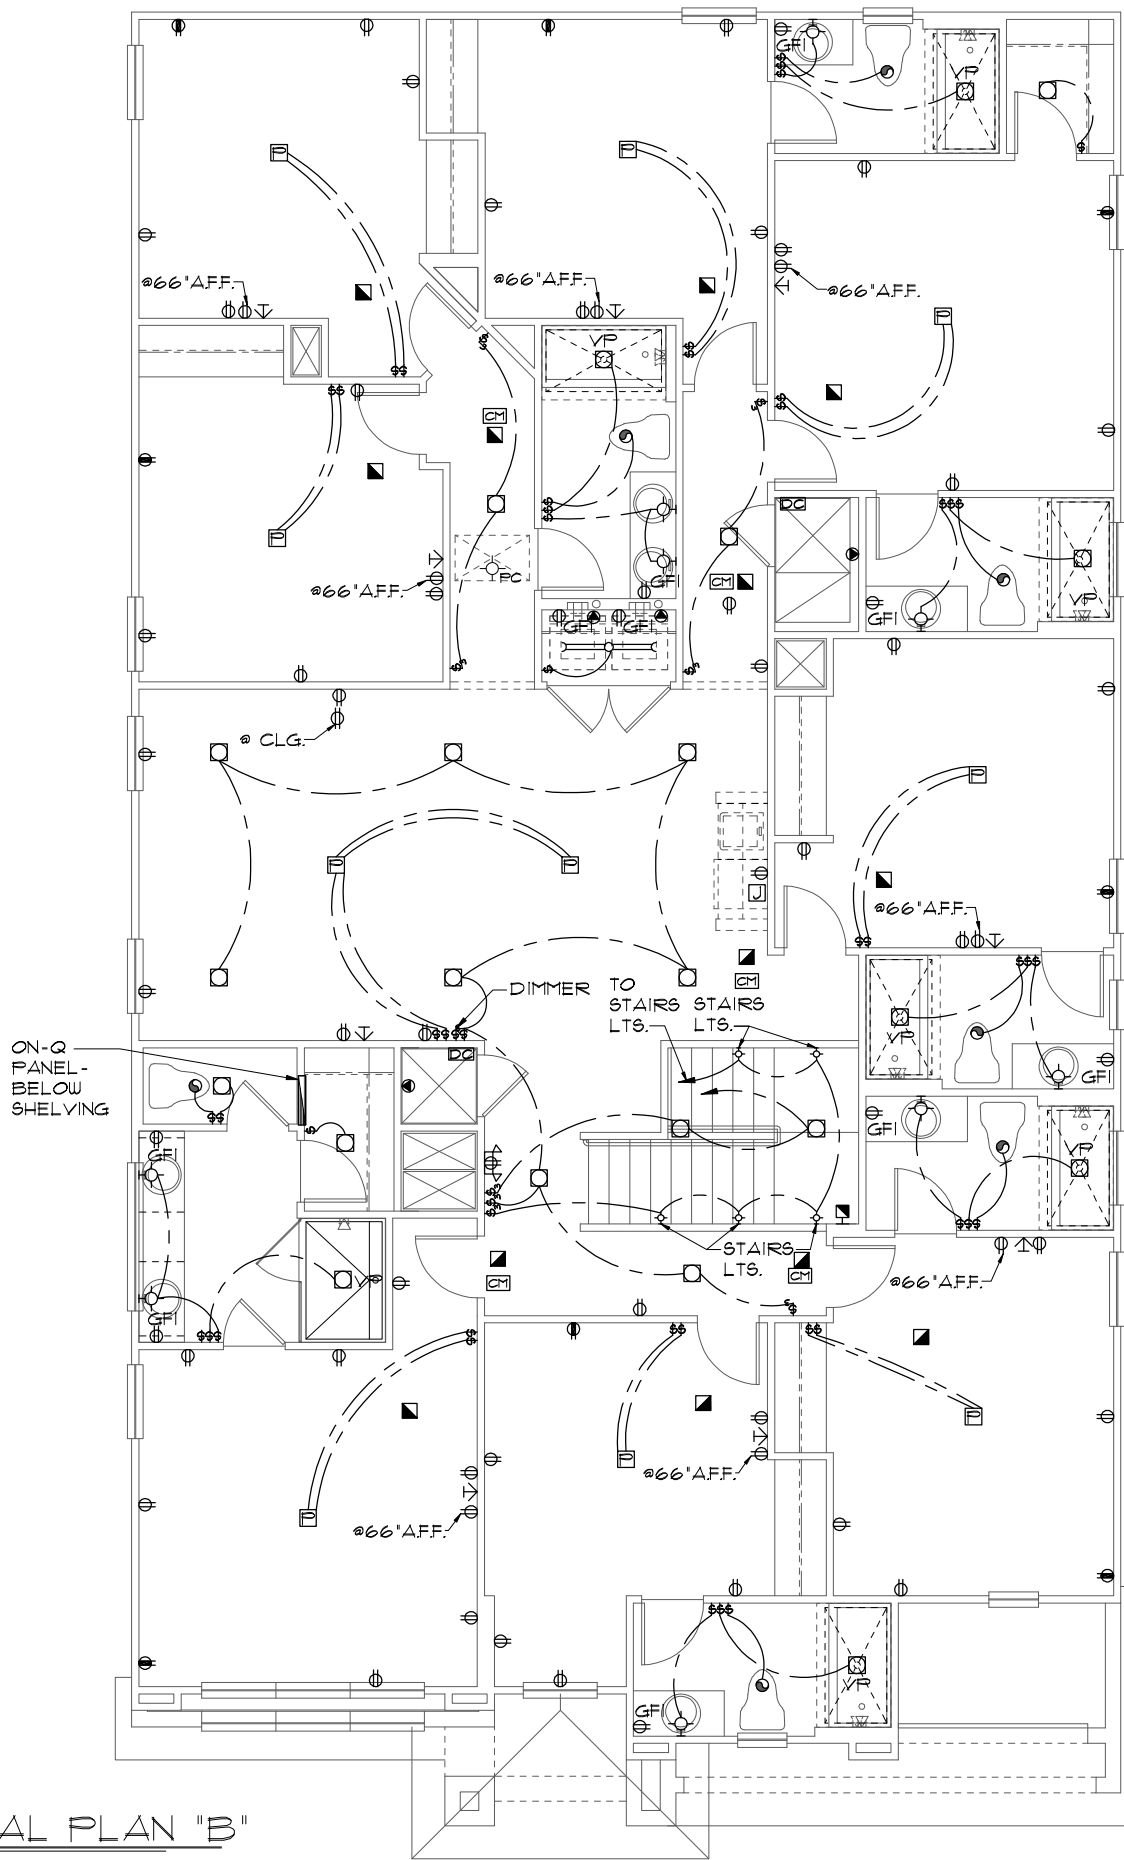 GFI
VP
@66"A.F.F.
@66"A.F.F.
@66"A.F.F.
VP
CM
DC
@66"A.F.F.
PC
GFI
CM
GFI
VP
GFI
GFI
@ CLG.
J
@66"A.F.F.
DIMMER
TO
STAIRS
LTS.
STAIRS
LTS.
CM
VP
GFI
ON-Q
PANEL-
BELOW
SHELVING
DC
GFI
GFI
VP
STAIRS
LTS.
CM
CM
@66"A.F.F.
VP
GFI
@66"A.F.F.
@66"A.F.F.
GFI
VP
AL PLAN "B"